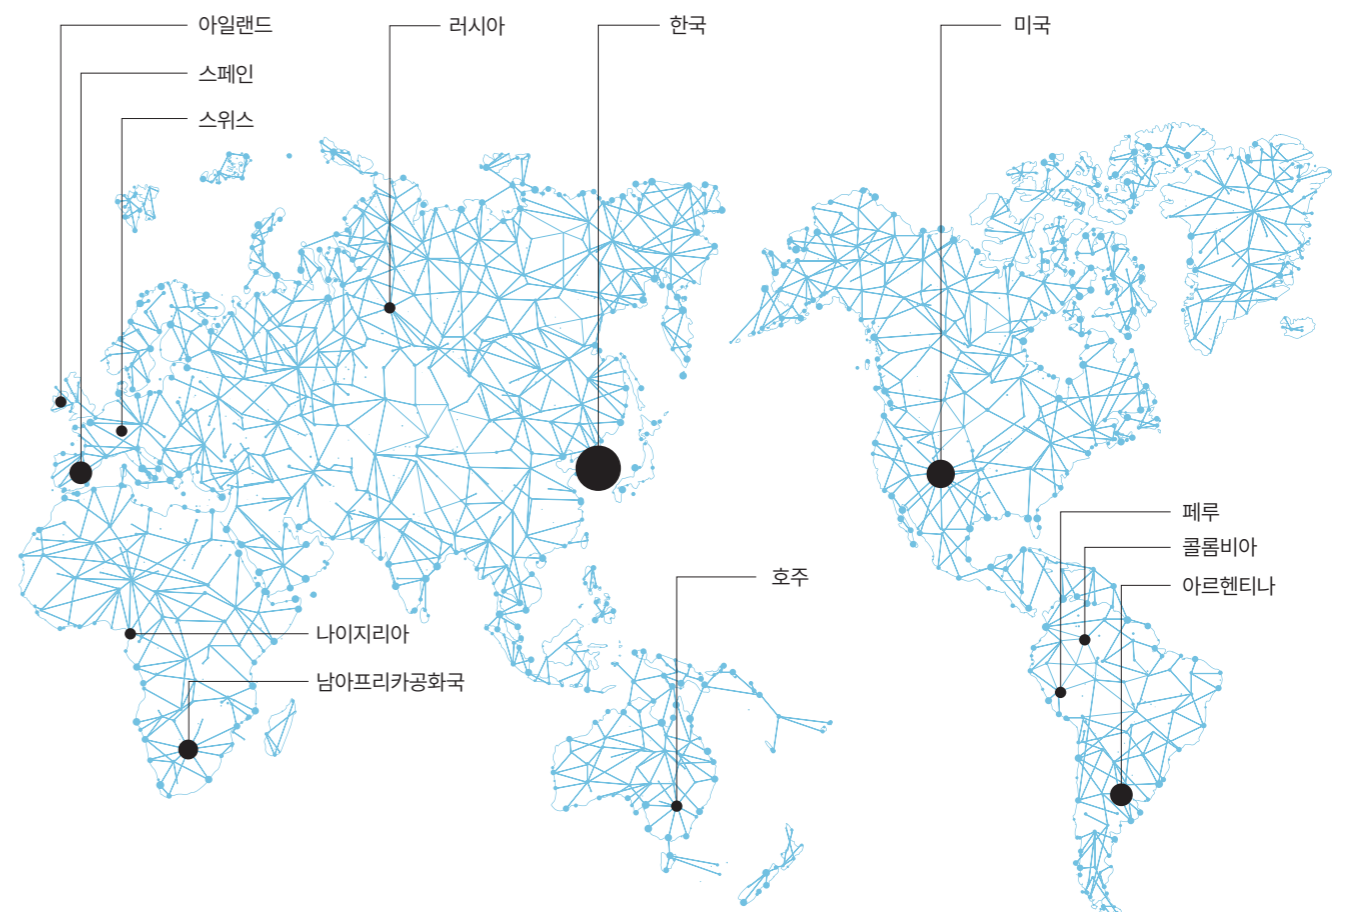 아일랜드
러시아
한국
미국
스페인
스위스
페루
콜롬비아
호주
아르헨티나
나이지리아
남아프리카공화국